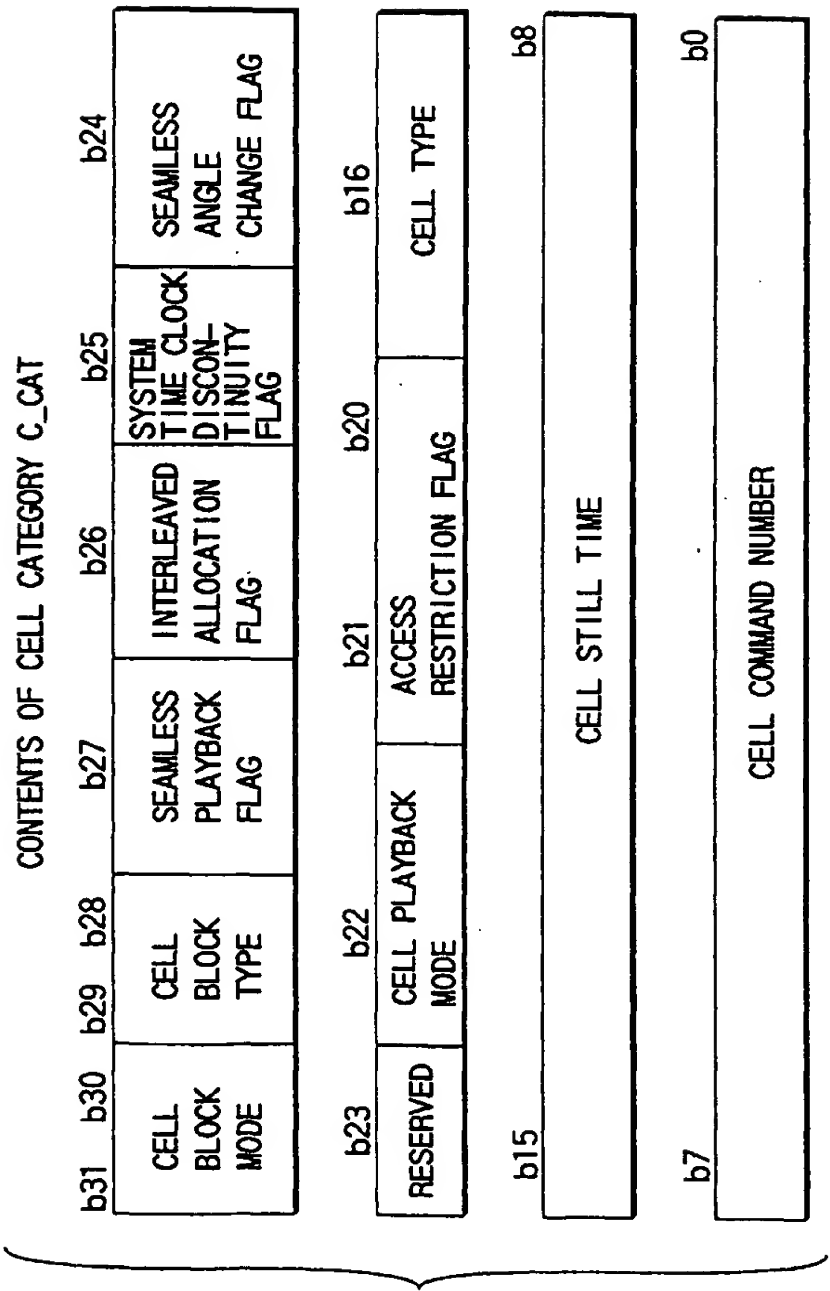 CONTENTS OF CELL CATEGORY C_CAT
b31 b30 b29 b28 b27 b26 b25 b24
CELL
BLOCK
MODE
CELL
BLOCK
TYPE
SEAMLESS
PLAYBACK
FLAG
INTERLEAVED
ALLOCATION
FLAG
SYSTEM
TIME CLOCK
DISCON-
TINUITY
FLAG
SEAMLESS
ANGLE
CHANGE FLAG
b23 b22 b21 b20 b16
RESERVED
CELL PLAYBACK
MODE
ACCESS
RESTRICTION FLAG
CELL TYPE
b15 b8
CELL STILL TIME
b7 b0
CELL COMMAND NUMBER